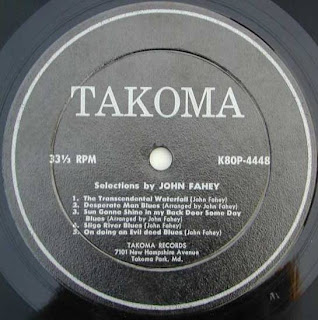 TAKOMA
33⅓ RPM K80P-4448
Selections by JOHN FAHEY
1. The Transcendental Waterfall (John Fahey)
2. Desperate Man Blues (Arranged by John Fahey)
3. Sun Gonna Shine in my Back Door Some Day
Blues (Arranged by John Fahey)
4. Sligo River Blues (John Fahey)
5. On doing an Evil deed Blues (John Fahey)
TAKOMA RECORDS
7101 New Hampshire Avenue
Takoma Park, Md.